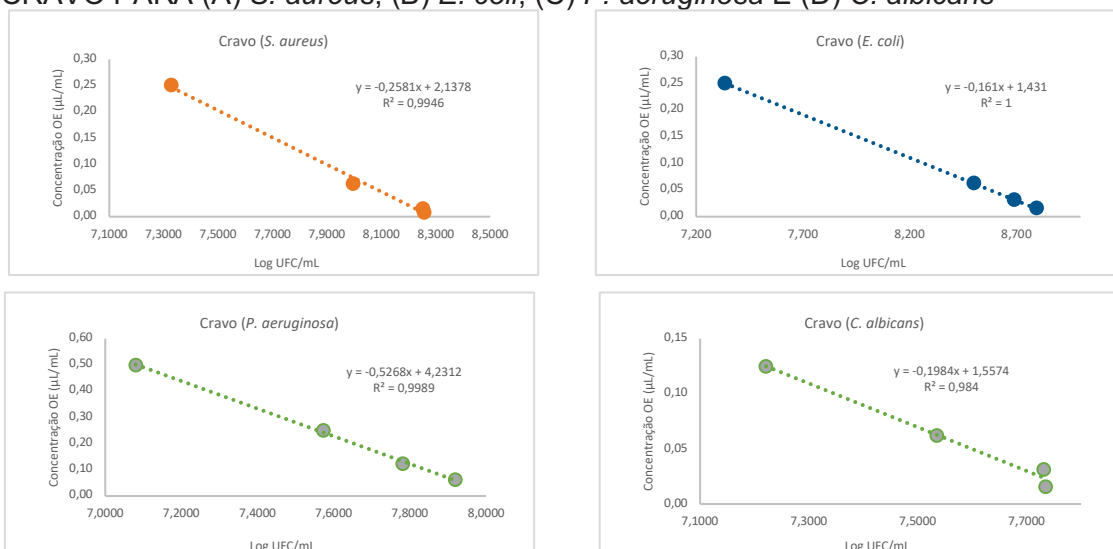 CRAVO PARA (A) S. aureus, (B) E. coli, (C) P. aeruginosa E (D) C. albicans
Cravo (S. aureus)
Concentração OE (µL/mL)
0,30
0,25
0,20
0,15
0,10
0,05
0,00
y = -0,2581x + 2,1378
R² = 0,9946
7,1000 7,3000 7,5000 7,7000 7,9000 8,1000 8,3000 8,5000
Log UFC/mL
Cravo (E. coli)
Concentração OE (µL/mL)
0,30
0,25
0,20
0,15
0,10
0,05
0,00
y = -0,161x + 1,431
R² = 1
7,200 7,700 8,200 8,700
Log UFC/mL
Cravo (P. aeruginosa)
Concentração OE (µL/mL)
0,60
0,50
0,40
0,30
0,20
0,10
0,00
y = -0,5268x + 4,2312
R² = 0,9989
7,0000 7,2000 7,4000 7,6000 7,8000 8,0000
Log UFC/mL
Cravo (C. albicans)
Concentração OE (µL/mL)
0,15
0,10
0,05
0,00
y = -0,1984x + 1,5574
R² = 0,984
7,1000 7,3000 7,5000 7,7000
Log UFC/mL